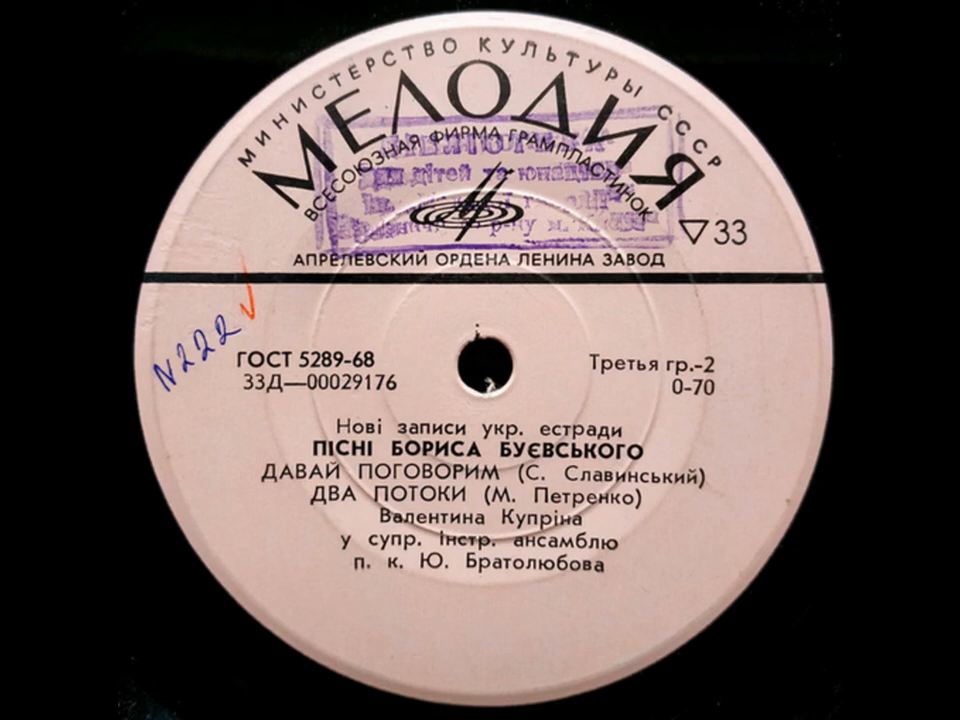 МИНИСТЕРСТВО КУЛЬТУРЫ СССР
МЕЛОДИЯ
ВСЕСОЮЗНАЯ ФИРМА ГРАМПЛАСТИНОК
дітей та
33
АПРЕЛЕВСКИЙ ОРДЕНА ЛЕНИНА ЗАВОД
N222
ГОСТ 5289-68
Третья гр.-2
33Д—00029176
0-70
Нові записи укр. естради
ПІСНІ БОРИСА БУЄВСЬКОГО
ДАВАЙ ПОГОВОРИМ (С. Славинський)
ДВА ПОТОКИ (М. Петренко)
Валентина Купріна
у супр. інстр. ансамблю
п. к. Ю. Братолюбова